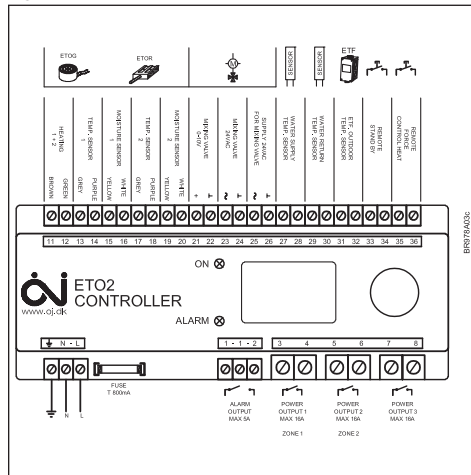 ETOG
ETOR
M
SENSOR
SENSOR
ETF
HEATING
1 + 2
TEMP. SENSOR
1
MOISTURE SENSOR
1
TEMP. SENSOR
2
MOISTURE SENSOR
2
MIXING VALVE
0-10V
MIXING VALVE
24VAC
SUPPLY 24VAC
FOR MIXING VALVE
WATER SUPPLY
TEMP. SENSOR
WATER RETURN
TEMP. SENSOR
ETF, OUTDOOR
TEMP. SENSOR
REMOTE
STAND BY
REMOTE
FORCE
CONTROL HEAT
BROWN
GREEN
GREY
PURPLE
YELLOW
WHITE
GREY
PURPLE
YELLOW
WHITE
+
11 12 13 14 15 16 17 18 19 20 21 22 23 24 25 26 27 28 29 30 31 32 33 34 35 36
BR978A03c
ON
OJ ETO2
CONTROLLER
www.oj.dk
ALARM
N - L
1 - 1 - 2
3 4 5 6 7 8
FUSE
T 800mA
N L
ALARM
OUTPUT
MAX 5A
POWER
OUTPUT 1
MAX 16A
POWER
OUTPUT 2
MAX 16A
POWER
OUTPUT 3
MAX 16A
ZONE 1
ZONE 2